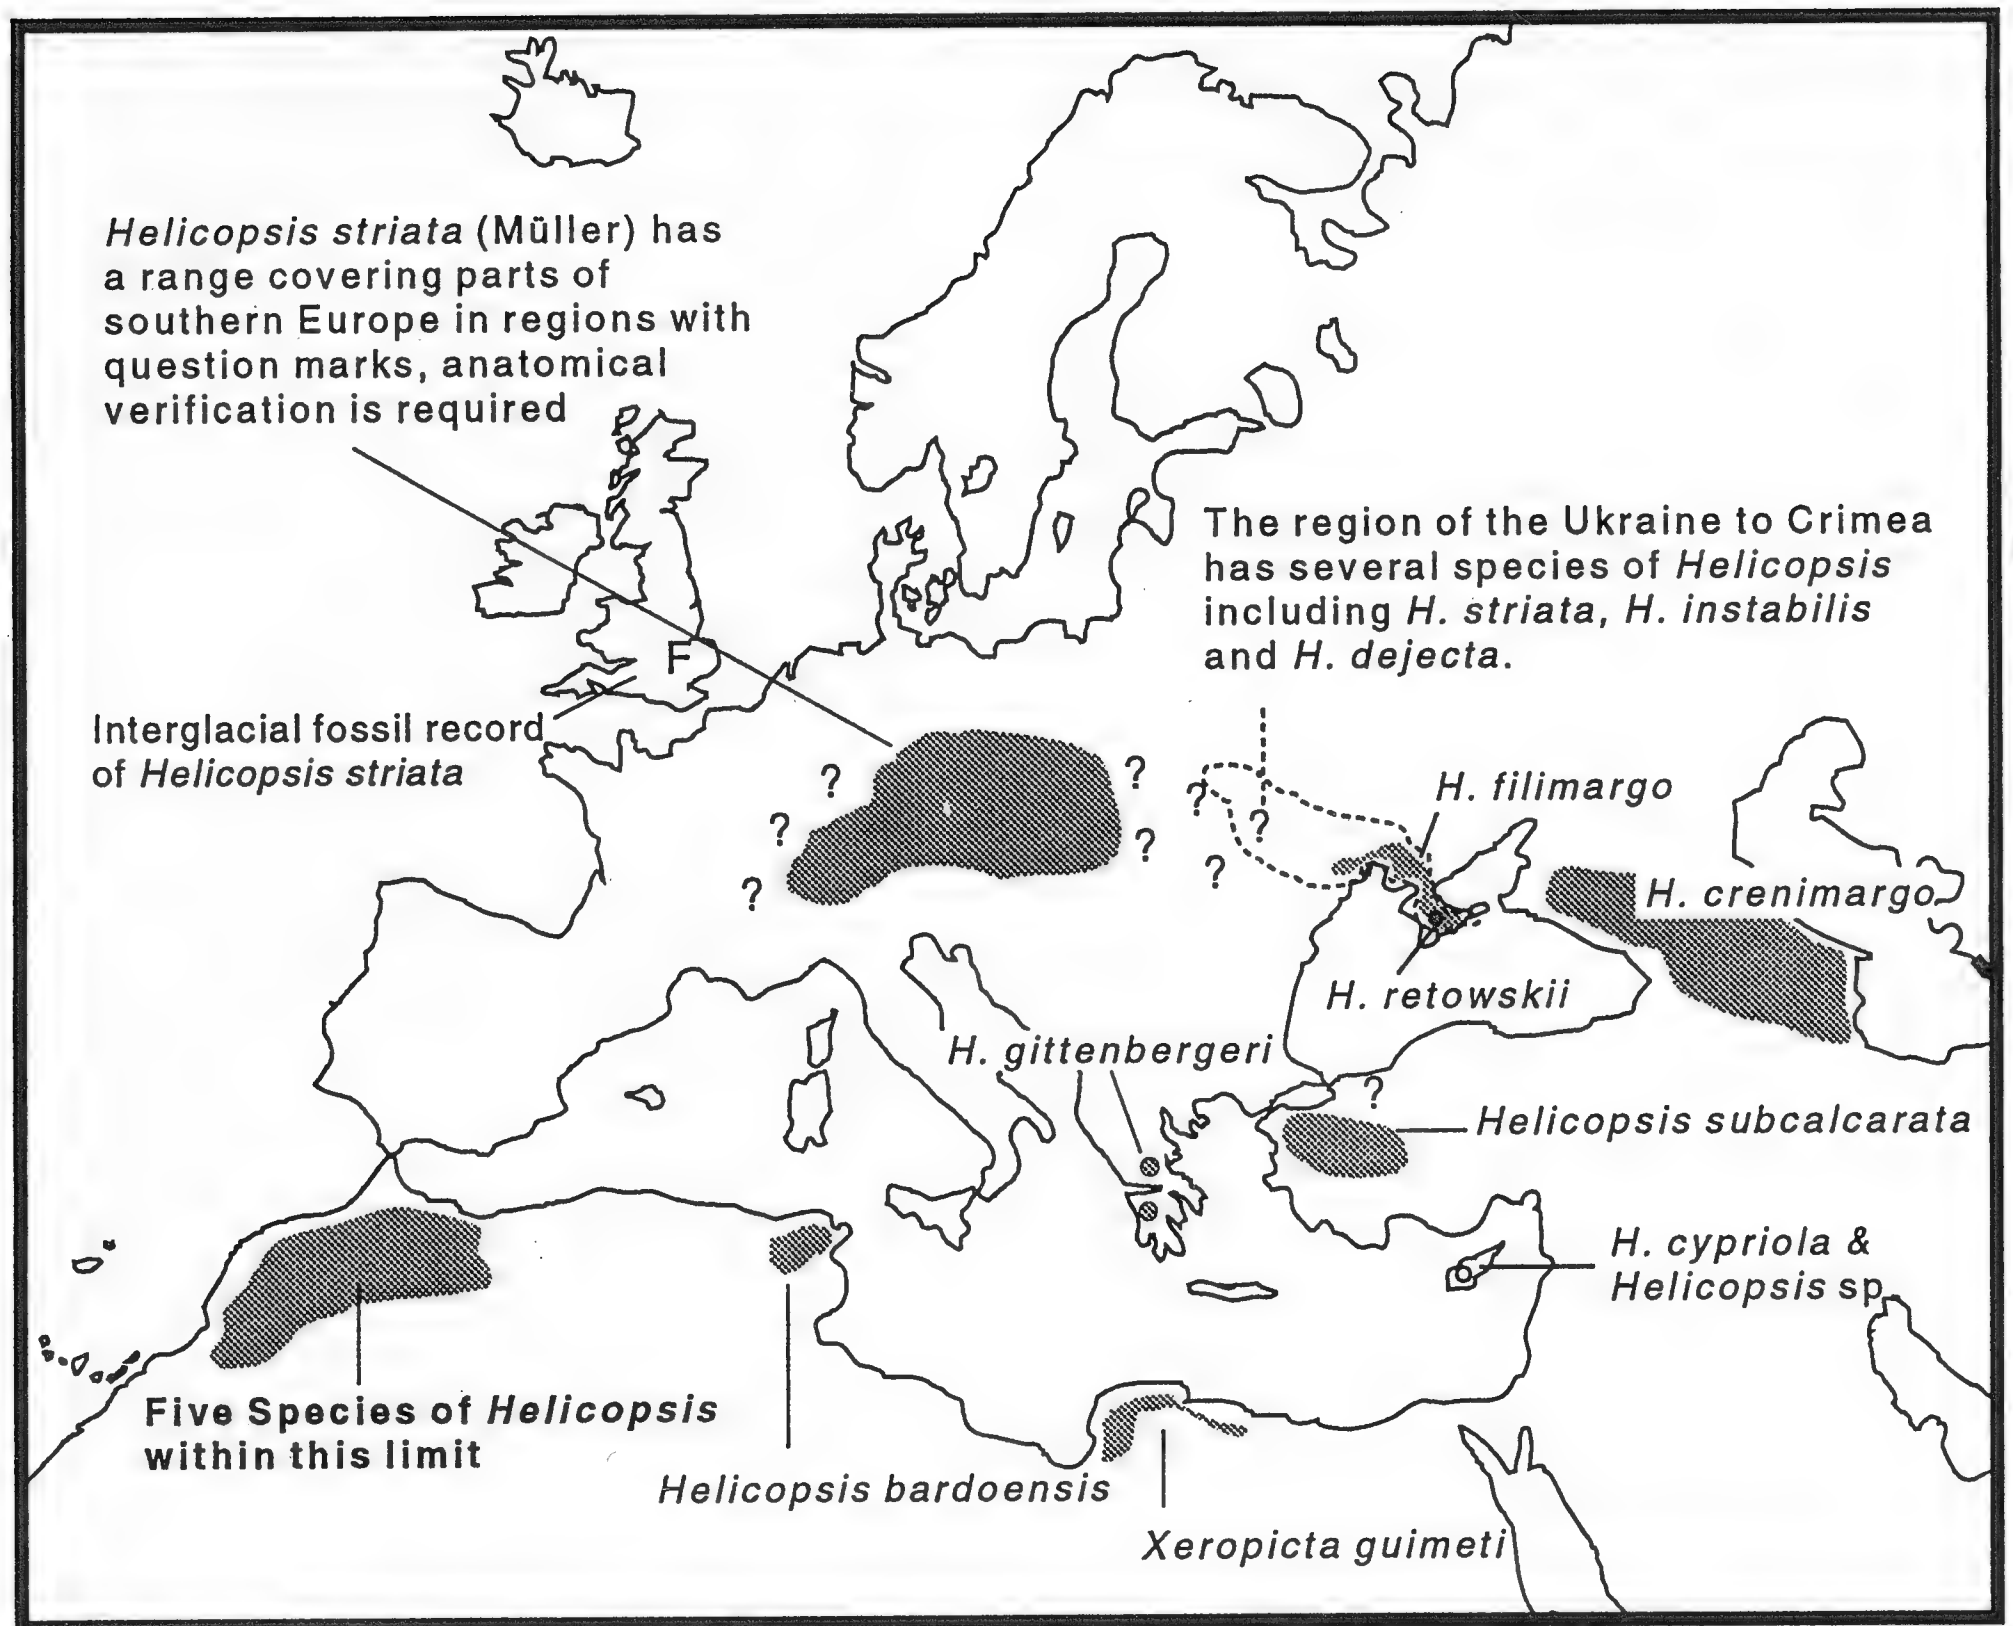 Helicopsis striata (Müller) has
a range covering parts of
southern Europe in regions with
question marks, anatomical
verification is required
The region of the Ukraine to Crimea
has several species of Helicopsis
including H. striata, H. instabilis
and H. dejecta.
F
Interglacial fossil record
of Helicopsis striata
?
?
?
?
?
?
?
?
H. filimargo
H. crenimargo
H. retowskii
H. gittenbergeri
?
Helicopsis subcalcarata
H. cypriola &
Helicopsis sp.
Five Species of Helicopsis
within this limit
Helicopsis bardoensis
Xeropicta guimeti